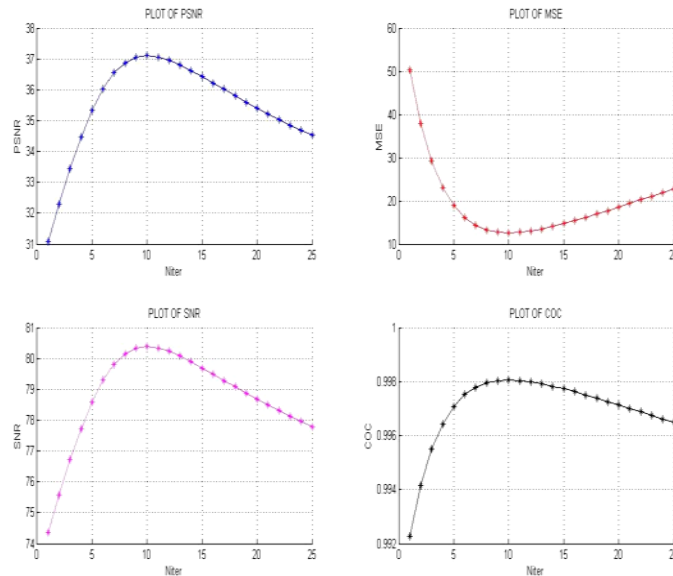 PLOT OF PSNR
38
37
36
35
34
33
32
31
PSNR
0 5 10 15 20 25
Niter
PLOT OF MSE
60
50
40
30
20
10
MSE
0 5 10 15 20 25
Niter
PLOT OF SNR
81
80
79
78
77
76
75
74
SNR
0 5 10 15 20 25
Niter
PLOT OF COC
1
0.998
0.996
0.994
0.992
COC
0 5 10 15 20 25
Niter